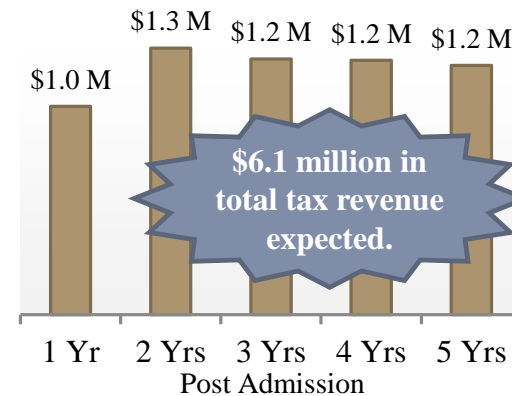 $1.0 M
$1.3 M
$1.2 M
$1.2 M
$1.2 M
$6.1 million in
total tax revenue
expected.
1 Yr
2 Yrs
3 Yrs
4 Yrs
5 Yrs
Post Admission